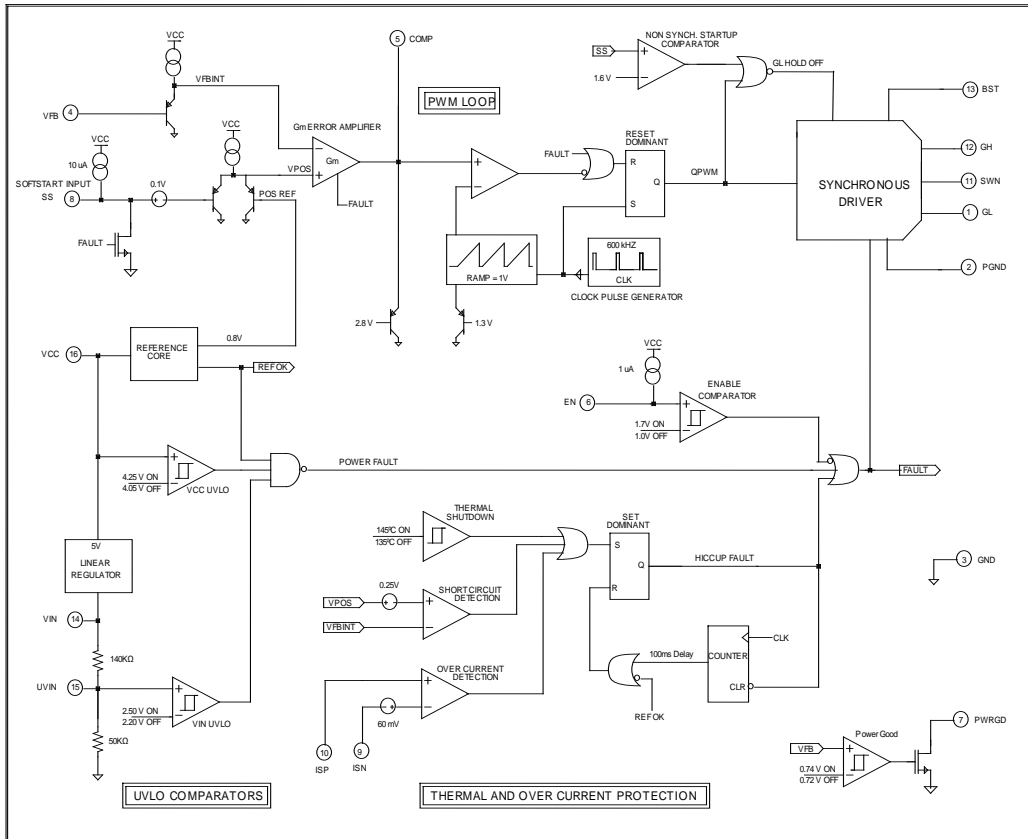 VCC
5
COMP
NON SYNCH. STARTUP
COMPARATOR
SS
+
1.6 V
−
GL HOLD OFF
VFBINT
PWM LOOP
13
BST
VFB
4
Gm ERROR AMPLIFIER
VCC
VCC
RESET
DOMINANT
12
GH
10 uA
−
Gm
+
VPOS
+
−
FAULT
R
Q
S
QPWM
SYNCHRONOUS
DRIVER
11
SWN
SOFTSTART INPUT
SS
8
0.1V
+
POS REF
FAULT
1
GL
FAULT
600 kHZ
CLK
RAMP = 1V
CLOCK PULSE GENERATOR
2
PGND
2.8 V
1.3 V
0.8V
VCC
16
REFERENCE
CORE
REFOK
VCC
1 uA
ENABLE
COMPARATOR
EN
6
+
1.7V ON
1.0V OFF
−
POWER FAULT
FAULT
+
4.25 V ON
4.05 V OFF
−
VCC UVLO
THERMAL
SHUTDOWN
145ºC ON
135ºC OFF
SET
DOMINANT
S
Q
R
HICCUP FAULT
5V
LINEAR
REGULATOR
3
GND
0.25V
VPOS
+
+
SHORT CIRCUIT
DETECTION
VFBINT
−
VIN
14
CLK
100ms Delay
COUNTER
CLR
140KΩ
OVER CURRENT
DETECTION
+
−
REFOK
UVIN
15
+
2.50 V ON
2.20 V OFF
−
VIN UVLO
+
60 mV
7
PWRGD
50KΩ
10
ISP
9
ISN
Power Good
VFB
+
0.74 V ON
0.72 V OFF
−
UVLO COMPARATORS
THERMAL AND OVER CURRENT PROTECTION